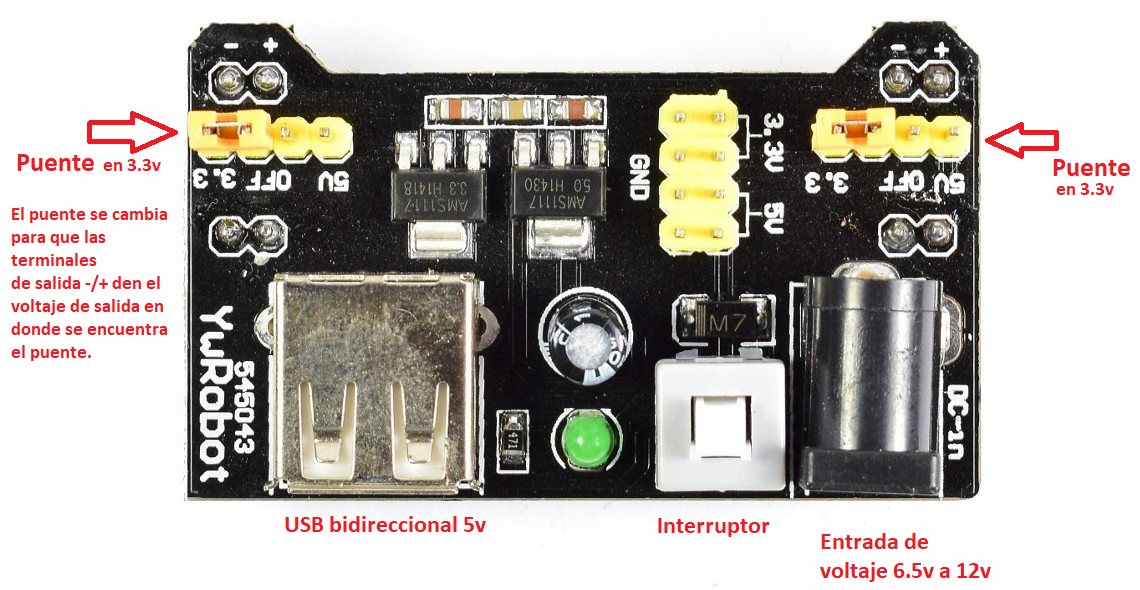 - +
- +
Puente en 3.3v
3.3 OFF 5V
El puente se cambia
para que las
terminales
de salida -/+ den el
voltaje de salida en
donde se encuentra
el puente.
AMS1117
5.0 H1430
3.3 H1418
GND
3.3V
5V
3.3 OFF 5V
Puente
en 3.3v
YwRobot
545043
471
M7
DC-in
USB bidireccional 5v
Interruptor
Entrada de
voltaje 6.5v a 12v